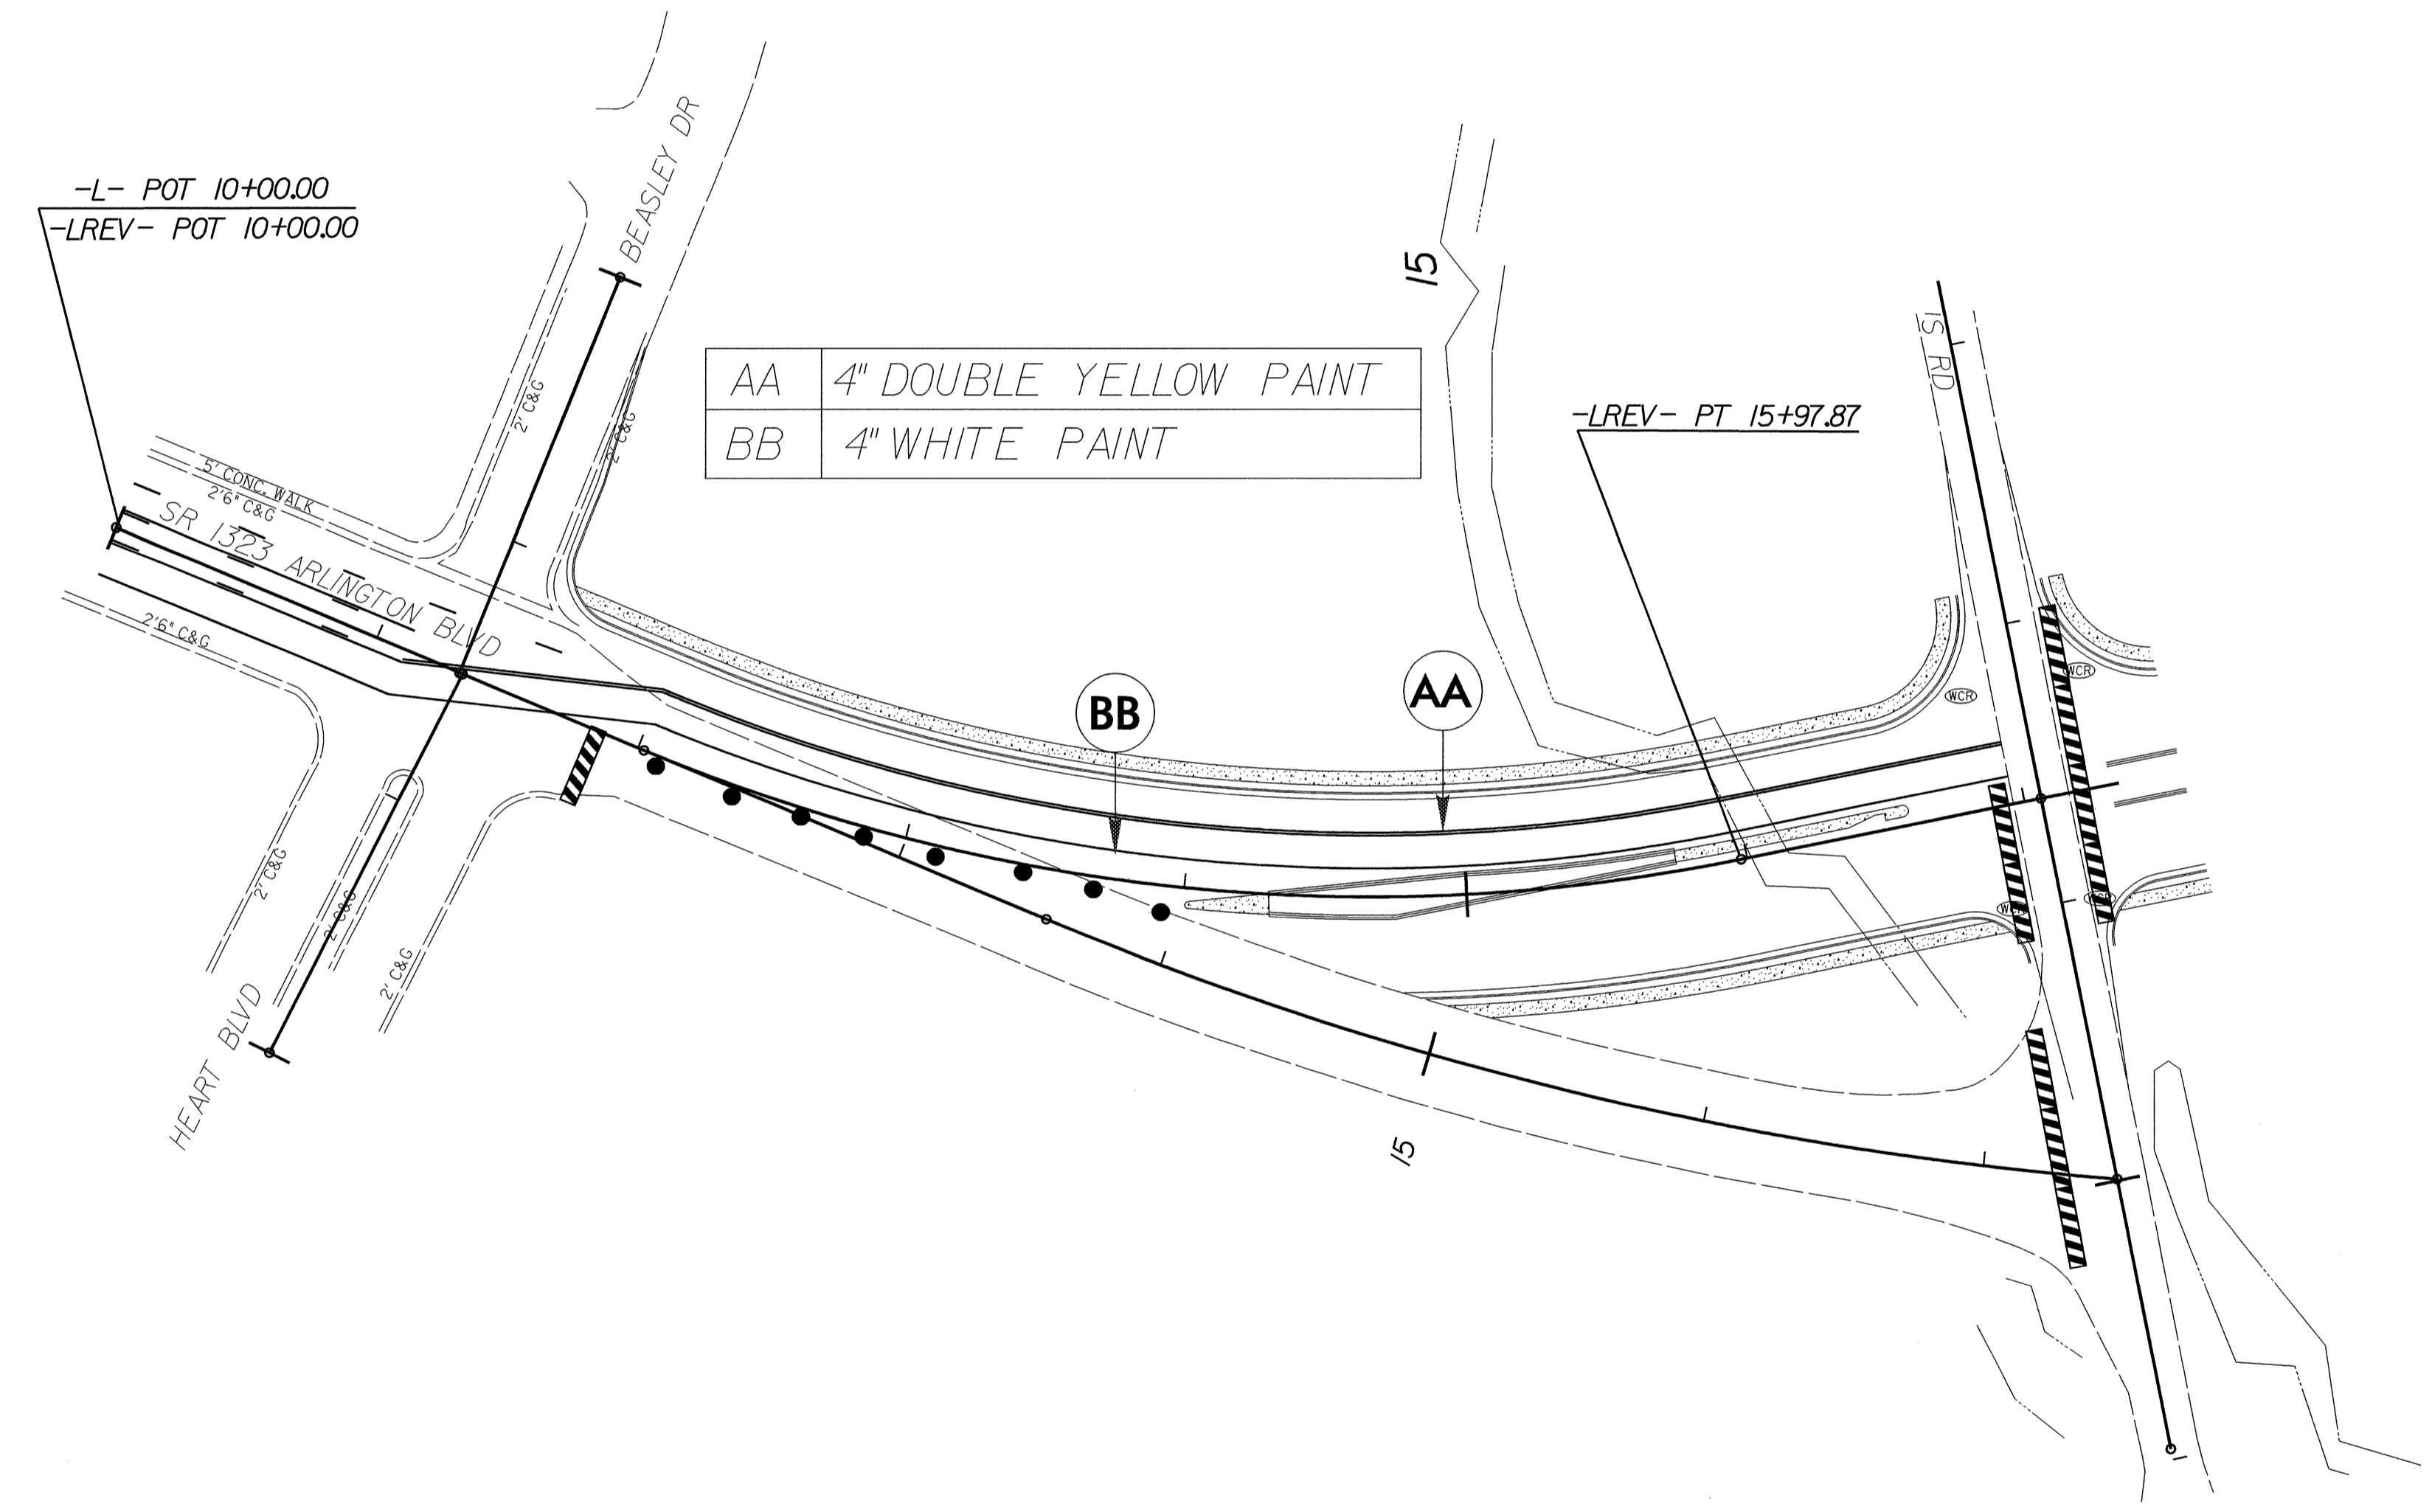 -L- POT 10+00.00
-LREV- POT 10+00.00
BEASLEY DR
15
AA 4" DOUBLE YELLOW PAINT
BB 4" WHITE PAINT
-LREV- PT 15+97.87
'S RD
2' C&G
2' C&G
5' CONC. WALK
2'6" C&G
SR 1323 ARLINGTON BLVD
2'6" C&G
BB
AA
WCR
WCR
WCR
WCR
2' C&G
2' C&G
2' C&G
HEART BLVD
15